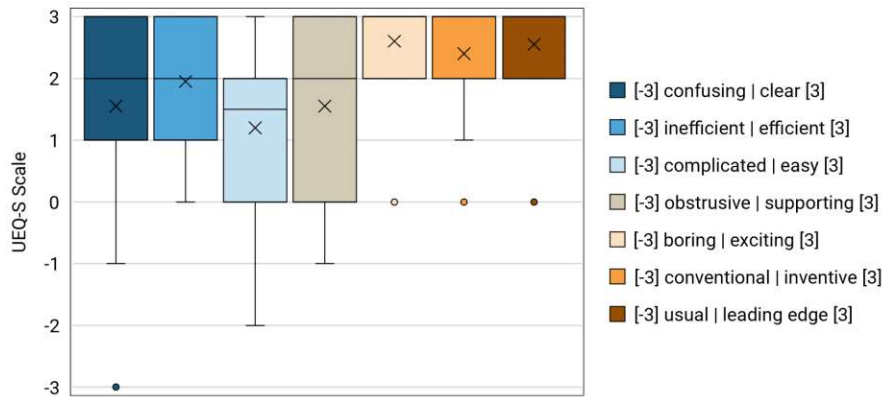 3
2
1
0
-1
-2
-3
UEQ-S Scale
[-3] confusing | clear [3]
[-3] inefficient | efficient [3]
[-3] complicated | easy [3]
[-3] obstrusive | supporting [3]
[-3] boring | exciting [3]
[-3] conventional | inventive [3]
[-3] usual | leading edge [3]